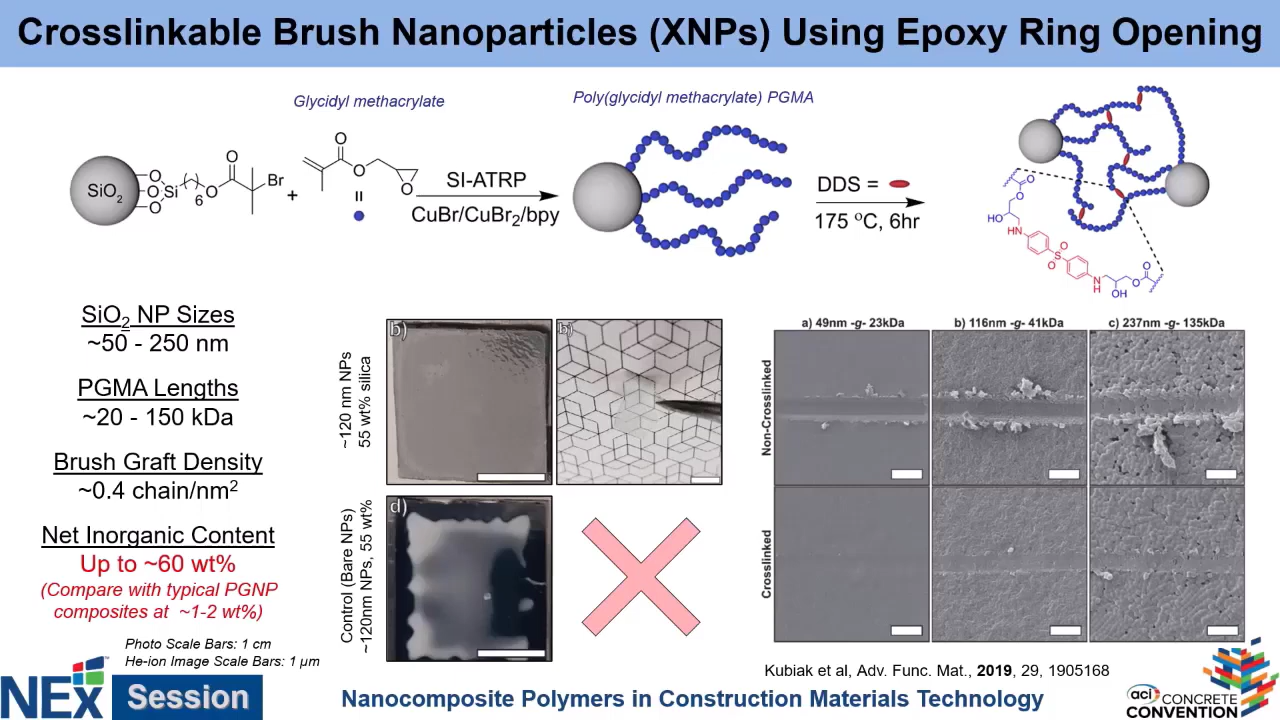 Crosslinkable Brush Nanoparticles (XNPs) Using Epoxy Ring Opening
Glycidyl methacrylate
Poly(glycidyl methacrylate) PGMA
SiO2
O
O
O
Si
6
O
O
Br
+
O
O
O
=
SI-ATRP
CuBr/CuBr2/bpy
DDS =
175 ºC, 6hr
O
O
HO
HN
O
S
O
N
H
OH
O
O
SiO2 NP Sizes
~50 - 250 nm
PGMA Lengths
~20 - 150 kDa
Brush Graft Density
~0.4 chain/nm2
Net Inorganic Content
Up to ~60 wt%
(Compare with typical PGNP
composites at ~1-2 wt%)
Photo Scale Bars: 1 cm
He-ion Image Scale Bars: 1 µm
~120 nm NPs
55 wt% silica
b)
b)
Control (Bare NPs)
~120nm NPs, 55 wt%
d)
a) 49nm -g- 23kDa
b) 116nm -g- 41kDa
c) 237nm -g- 135kDa
Non-Crosslinked
Crosslinked
Kubiak et al, Adv. Func. Mat., 2019, 29, 1905168
NEx Session
Nanocomposite Polymers in Construction Materials Technology
aci CONCRETE
CONVENTION